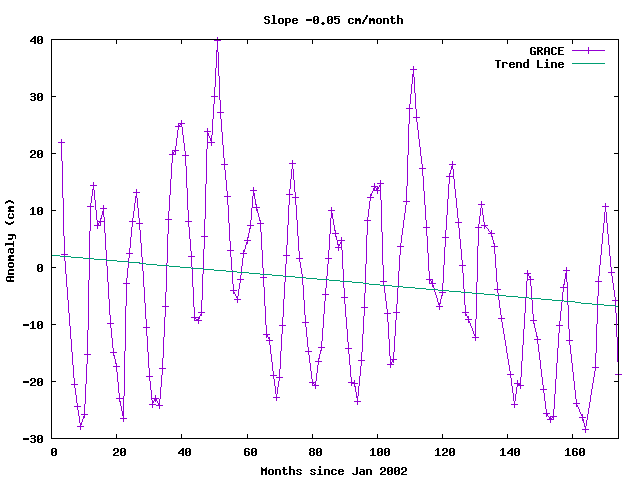 Slope -0.05 cm/month
40
30
20
10
0
-10
-20
-30
Anomaly (cm)
GRACE
Trend Line
0 20 40 60 80 100 120 140 160
Months since Jan 2002